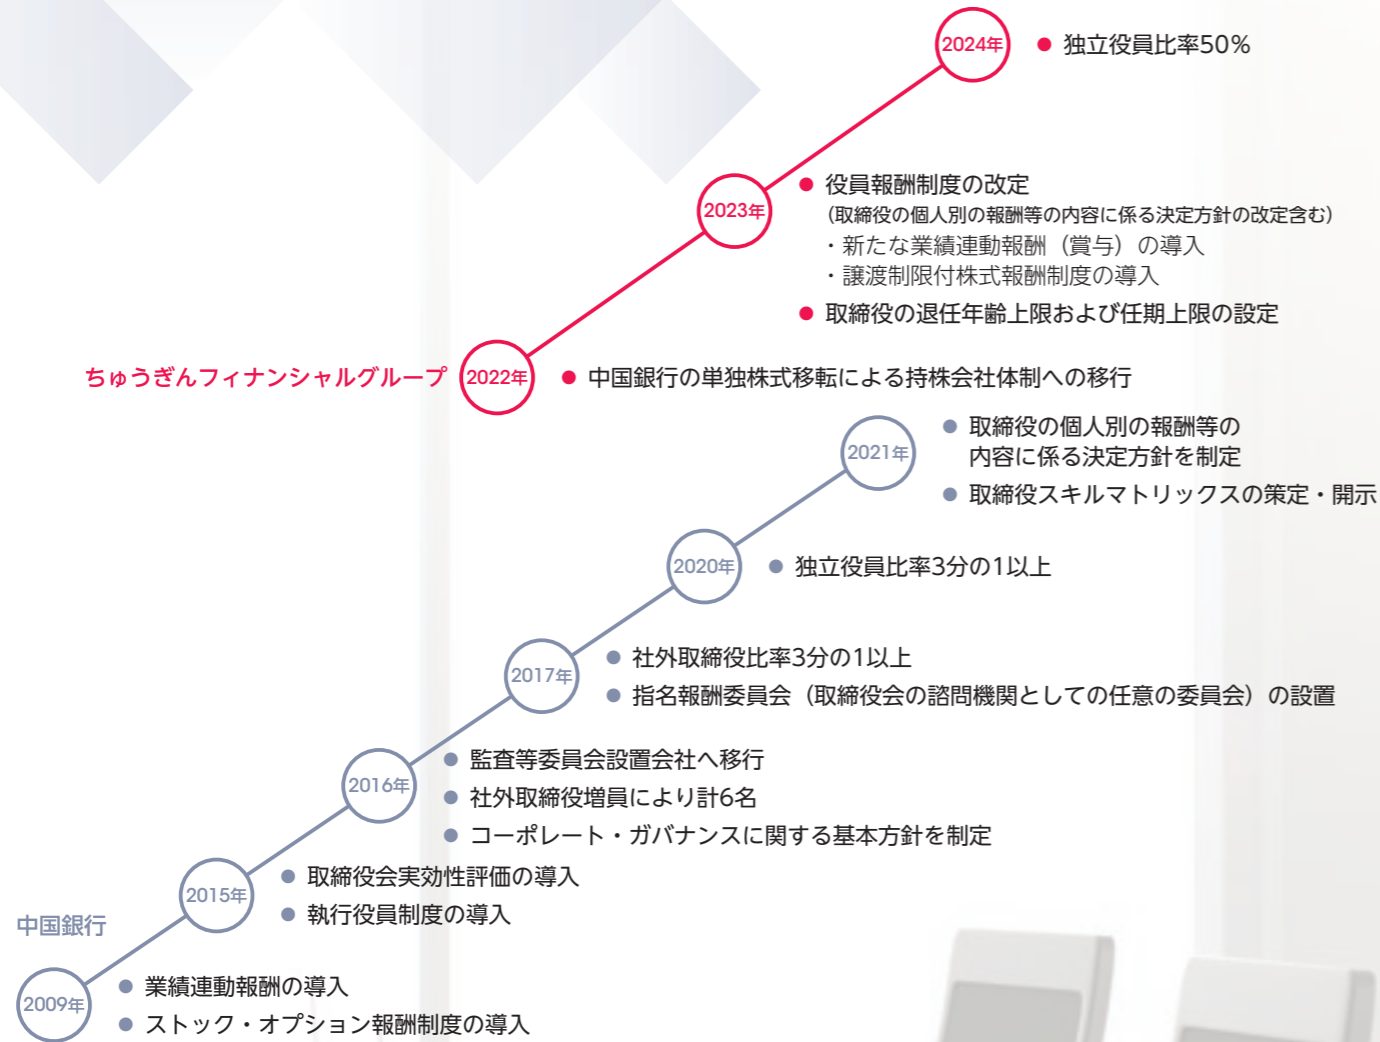 2024年
● 独立役員比率50%
2023年
● 役員報酬制度の改定
（取締役の個人別の報酬等の内容に係る決定方針の改定含む）
・新たな業績連動報酬（賞与）の導入
・譲渡制限付株式報酬制度の導入
● 取締役の退任年齢上限および任期上限の設定
ちゅうぎんフィナンシャルグループ
2022年
● 中国銀行の単独株式移転による持株会社体制への移行
2021年
● 取締役の個人別の報酬等の
内容に係る決定方針を制定
● 取締役スキルマトリックスの策定・開示
2020年
● 独立役員比率3分の1以上
2017年
● 社外取締役比率3分の1以上
● 指名報酬委員会（取締役会の諮問機関としての任意の委員会）の設置
2016年
● 監査等委員会設置会社へ移行
● 社外取締役増員により計6名
● コーポレート・ガバナンスに関する基本方針を制定
2015年
● 取締役会実効性評価の導入
● 執行役員制度の導入
中国銀行
2009年
● 業績連動報酬の導入
● ストック・オプション報酬制度の導入